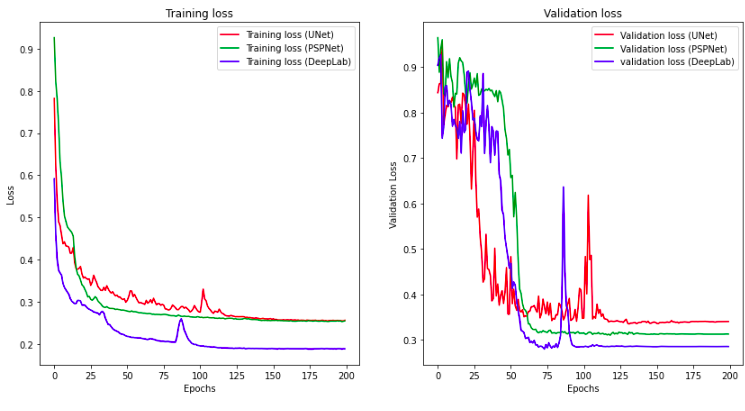 Training loss
Training loss (UNet)
Training loss (PSPNet)
Training loss (DeepLab)
0.9
0.8
0.7
0.6
0.5
0.4
0.3
0.2
Loss
0 25 50 75 100 125 150 175 200
Epochs
Validation loss
Validation loss (UNet)
Validation loss (PSPNet)
validation loss (DeepLab)
0.9
0.8
0.7
0.6
0.5
0.4
0.3
Validation Loss
0 25 50 75 100 125 150 175 200
Epochs